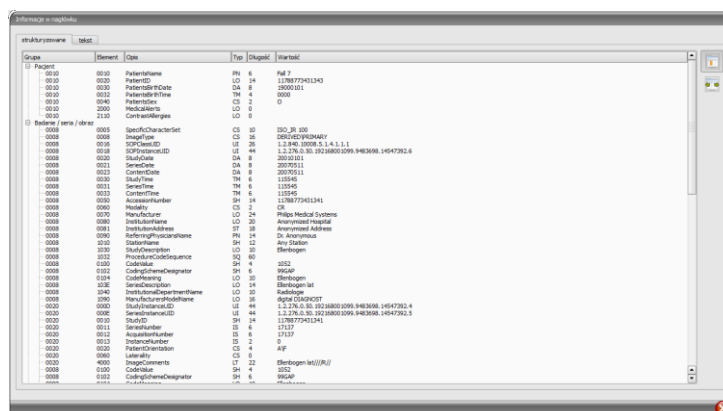 Informacje w nagłówku
strukturyzowane tekst
Grupa Element Opis Typ Długość Wartość
Pacjent
0010 0010 PatientsName PN 6 Fall 7
0010 0020 PatientID LO 14 11788773431343
0010 0030 PatientsBirthDate DA 8 19000101
0010 0032 PatientsBirthTime TM 4 0000
0010 0040 PatientsSex CS 2 O
0010 2000 MedicalAlerts LO 0
0010 2110 ContrastAllergies LO 0
Badanie / seria / obraz
0008 0005 SpecificCharacterSet CS 10 ISO_IR 100
0008 0008 ImageType CS 16 DERIVED\PRIMARY
0008 0016 SOPClassUID UI 26 1.2.840.10008.5.1.4.1.1.1
0008 0018 SOPInstanceUID UI 44 1.2.276.0.50.192168001099.9483698.14547392.6
0008 0020 StudyDate DA 8 20010101
0008 0021 SeriesDate DA 8 20070511
0008 0023 ContentDate DA 8 20070511
0008 0030 StudyTime TM 6 115545
0008 0031 SeriesTime TM 6 115545
0008 0033 ContentTime TM 6 115545
0008 0050 AccessionNumber SH 14 11788773431341
0008 0060 Modality CS 2 CR
0008 0070 Manufacturer LO 24 Philips Medical Systems
0008 0080 InstitutionName LO 20 Anonymized Hospital
0008 0081 InstitutionAddress ST 18 Anonymized Address
0008 0090 ReferringPhysiciansName PN 14 Dr. Anonymous
0008 1010 StationName SH 12 Any Station
0008 1030 StudyDescription LO 10 Ellenbogen
0008 1032 ProcedureCodeSequence SQ 60
0008 0100 CodeValue SH 4 1052
0008 0102 CodingSchemeDesignator SH 6 99GAP
0008 0104 CodeMeaning LO 10 Ellenbogen
0008 103E SeriesDescription LO 14 Ellenbogen lat
0008 1040 InstitutionalDepartmentName LO 10 Radiologie
0008 1090 ManufacturersModelName LO 16 digital DIAGNOST
0020 000D StudyInstanceUID UI 44 1.2.276.0.50.192168001099.9483698.14547392.4
0020 000E SeriesInstanceUID UI 44 1.2.276.0.50.192168001099.9483698.14547392.5
0020 0010 StudyID SH 14 11788773431341
0020 0011 SeriesNumber IS 6 17137
0020 0012 AcquisitionNumber IS 6 17137
0020 0013 InstanceNumber IS 2 0
0020 0020 PatientOrientation CS 4 A\F
0020 0060 Laterality CS 0
0020 4000 ImageComments LT 22 Ellenbogen lat////R//
0008 0100 CodeValue SH 4 1052
0008 0102 CodingSchemeDesignator SH 6 99GAP
0008 0104 CodeMeaning LO 10 Ellenbogen